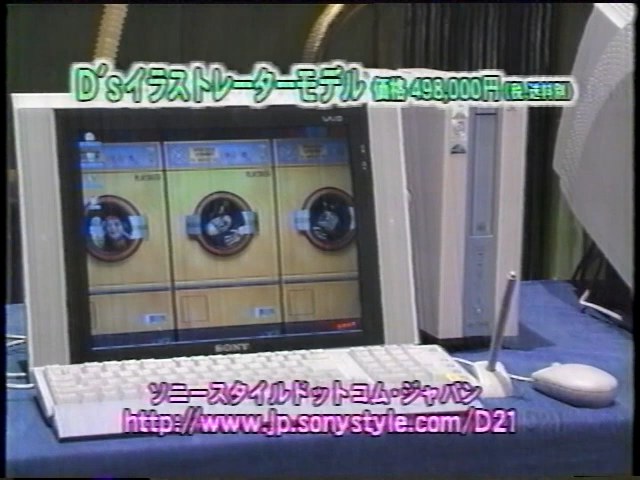 D'sイラストレーターモデル 価格 498,000円(税、送料別)
VAIO
SONY
ソニースタイルドットコム・ジャパン
http://www.jp.sonystyle.com/D21